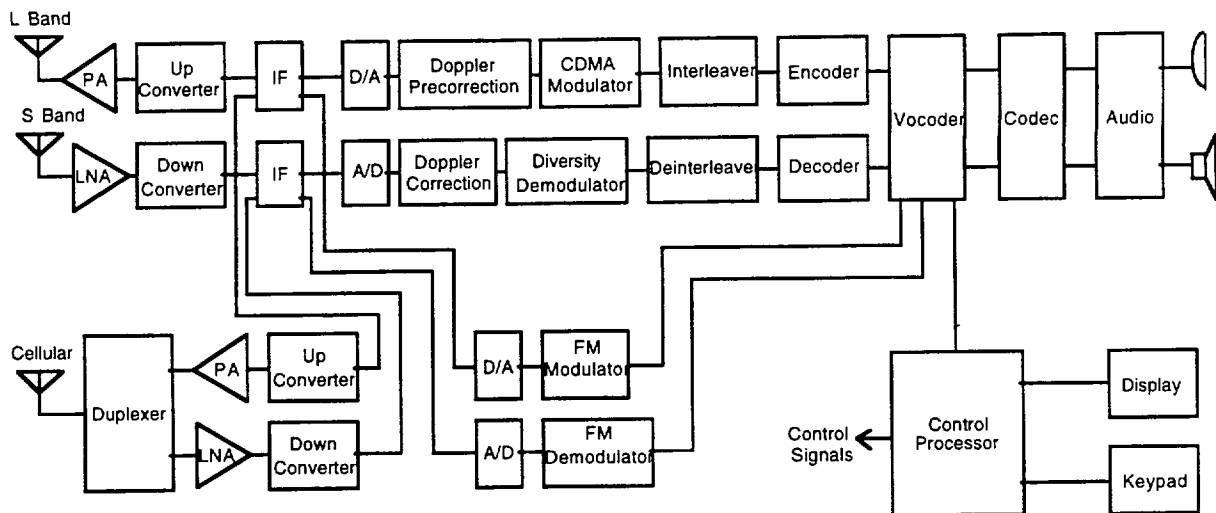 L Band
PA
Up
Converter
IF
D/A
Doppler
Precorrection
CDMA
Modulator
Interleaver
Encoder
Vocoder
Codec
Audio
S Band
LNA
Down
Converter
IF
A/D
Doppler
Correction
Diversity
Demodulator
Deinterleaver
Decoder
Cellular
Duplexer
PA
Up
Converter
D/A
FM
Modulator
LNA
Down
Converter
A/D
FM
Demodulator
Control
Signals
Control
Processor
Display
Keypad